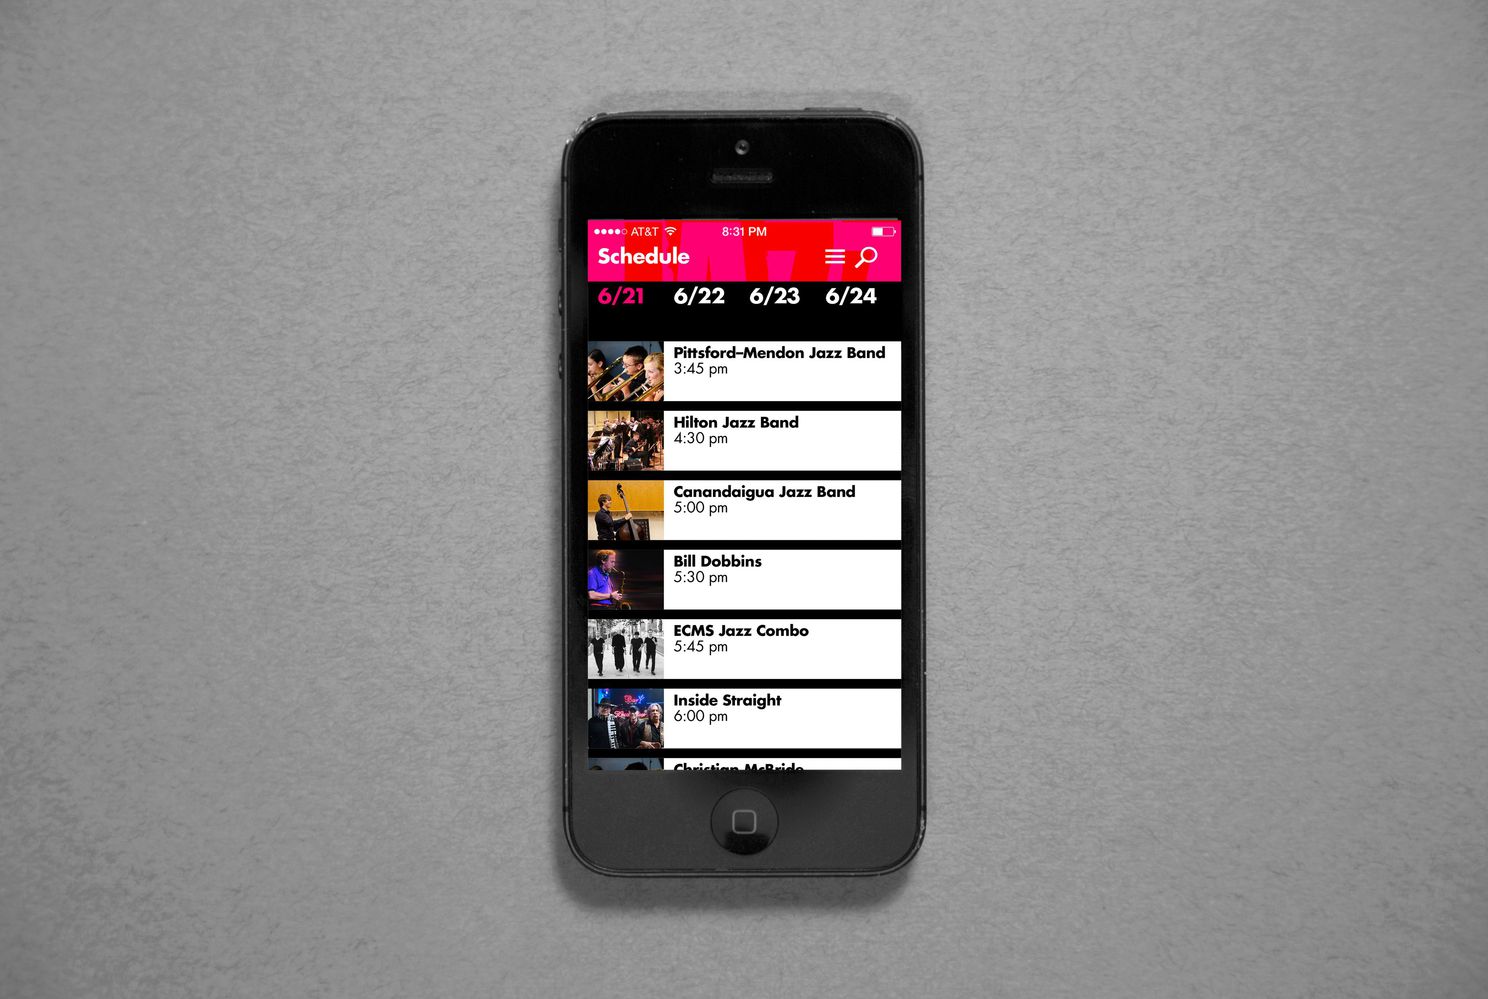 AT&T 8:31 PM
JAZZ
Schedule
6/21 6/22 6/23 6/24
Pittsford–Mendon Jazz Band
3:45 pm
Hilton Jazz Band
4:30 pm
Canandaigua Jazz Band
5:00 pm
Bill Dobbins
5:30 pm
ECMS Jazz Combo
5:45 pm
Inside Straight
6:00 pm
Christian McBride